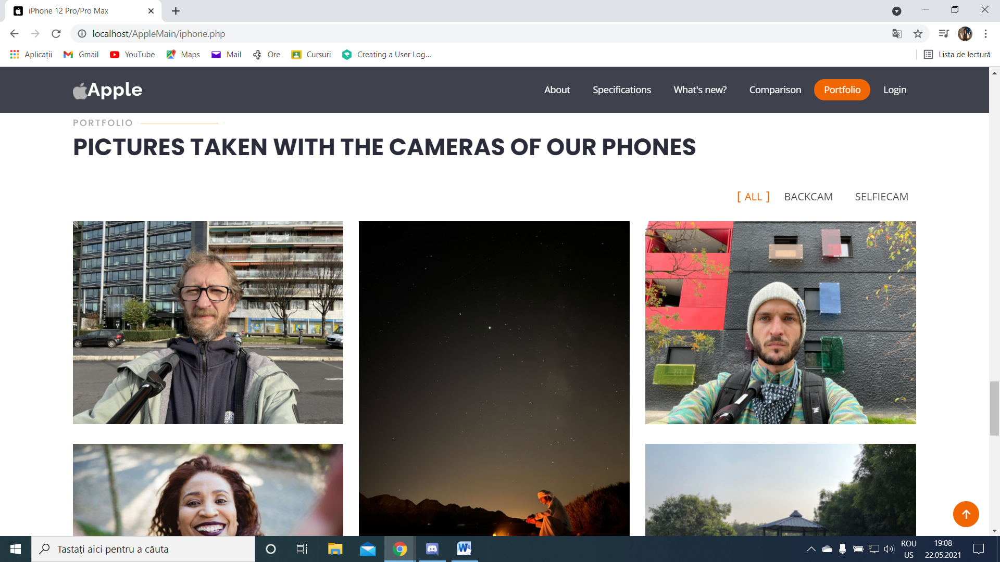 iPhone 12 Pro/Pro Max
localhost/AppleMain/iphone.php
Aplicații Gmail YouTube Maps Mail Ore Cursuri Creating a User Log... Lista de lectură
Apple About Specifications What's new? Comparison Portfolio Login
PORTFOLIO
PICTURES TAKEN WITH THE CAMERAS OF OUR PHONES
[ ALL ] BACKCAM SELFIECAM
Tastați aici pentru a căuta
ROU 19:08
US 22.05.2021